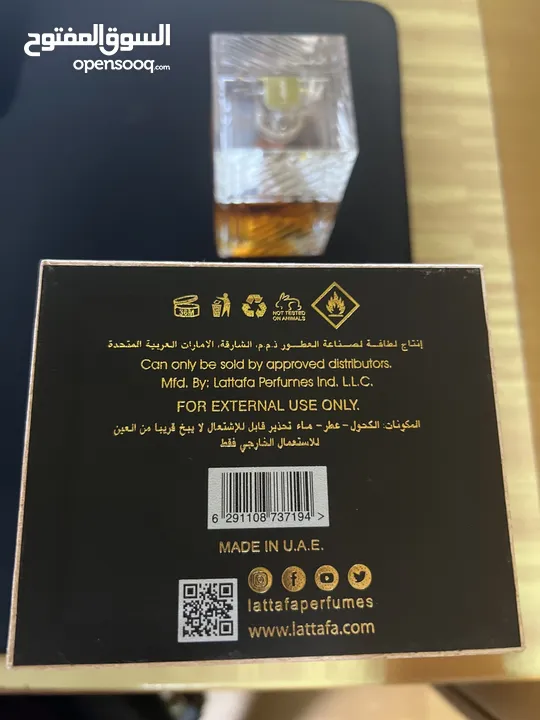 السوق المفتوح
opensooq.com
36M
NOT TESTED
ON ANIMALS
إنتاج لطافة لصناعة العطور ذ.م.م. الشارقة، الامارات العربية المتحدة
Can only be sold by approved distributors.
Mfd. By: Lattafa Perfumes Ind. L.L.C.
FOR EXTERNAL USE ONLY.
المكونات: الكحول - عطر - ماء تحذير قابل للإشتعال لا يبخ قريبا من العين
للاستعمال الخارجي فقط
6 291108 737194 >
MADE IN U.A.E.
lattafaperfumes
www.lattafa.com